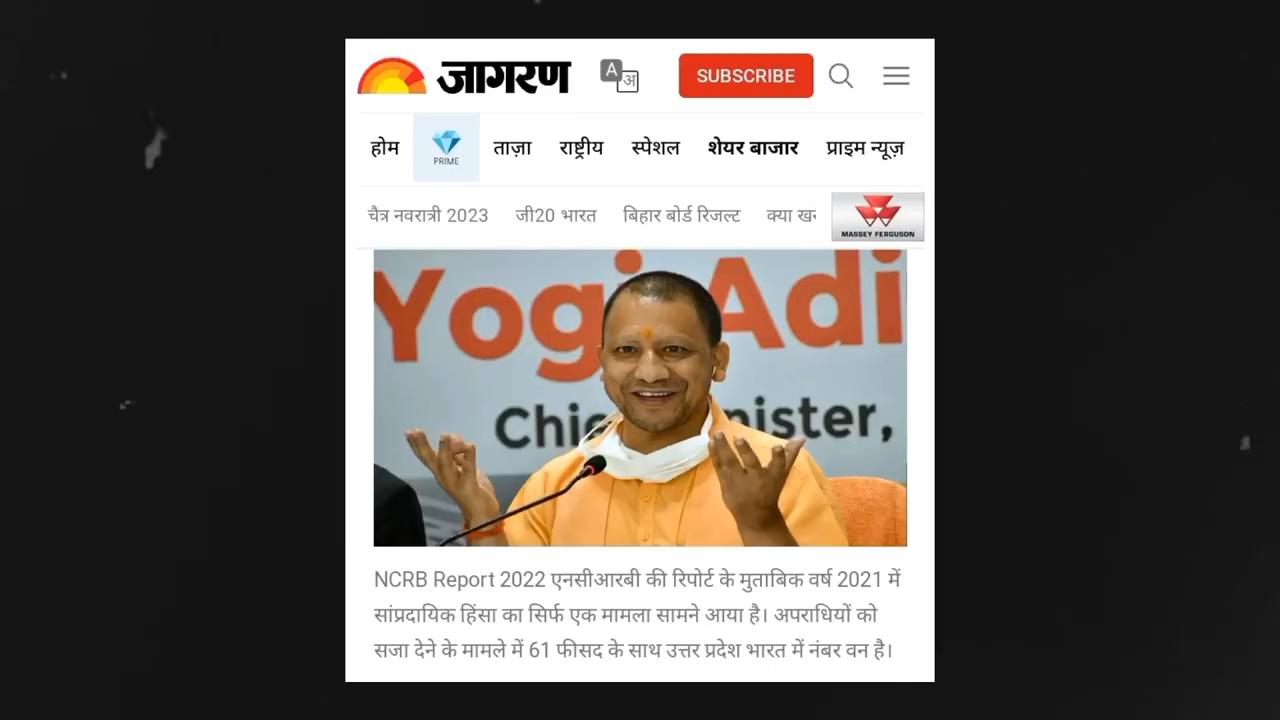 जागरण
A
अ
SUBSCRIBE
होम PRIME ताज़ा राष्ट्रीय स्पेशल शेयर बाजार प्राइम न्यूज़
चैत्र नवरात्री 2023 जी20 भारत बिहार बोर्ड रिजल्ट क्या
MASSEY FERGUSON
Yogi Adi
Chie nister,
NCRB Report 2022 एनसीआरबी की रिपोर्ट के मुताबिक वर्ष 2021 में
सांप्रदायिक हिंसा का सिर्फ एक मामला सामने आया है। अपराधियों को
सजा देने के मामले में 61 फीसद के साथ उत्तर प्रदेश भारत में नंबर वन है।